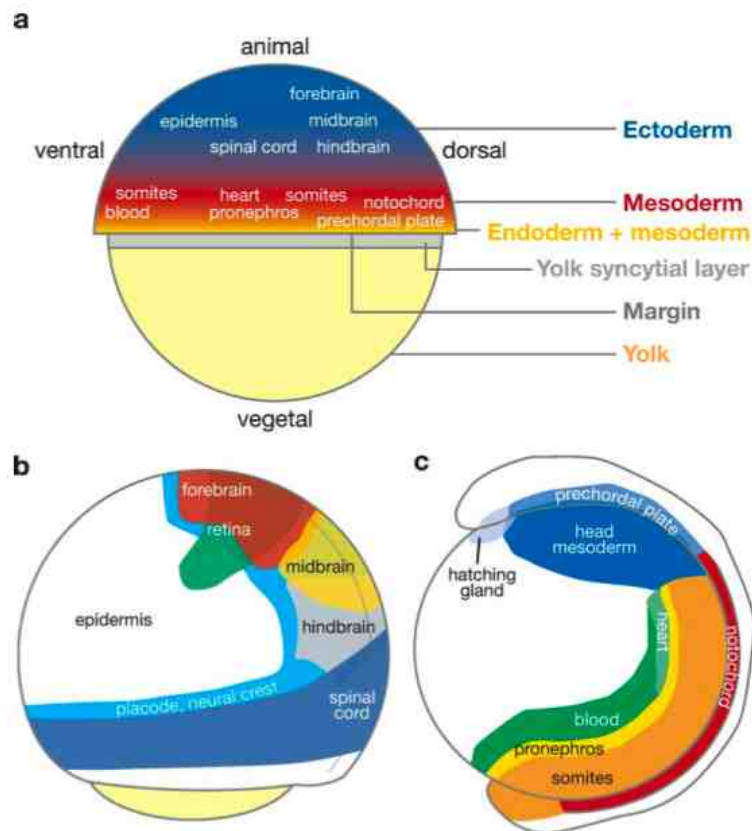 a
animal
forebrain
epidermis
midbrain
ventral
spinal cord
hindbrain
dorsal
Ectoderm
somites
heart
somites
notochord
Mesoderm
blood
pronephros
prechordal plate
Endoderm + mesoderm
Yolk syncytial layer
Margin
Yolk
vegetal
b
forebrain
retina
midbrain
epidermis
hindbrain
placode, neural crest
spinal
cord
c
prechordal plate
head
mesoderm
hatching
gland
heart
notochord
blood
pronephros
somites